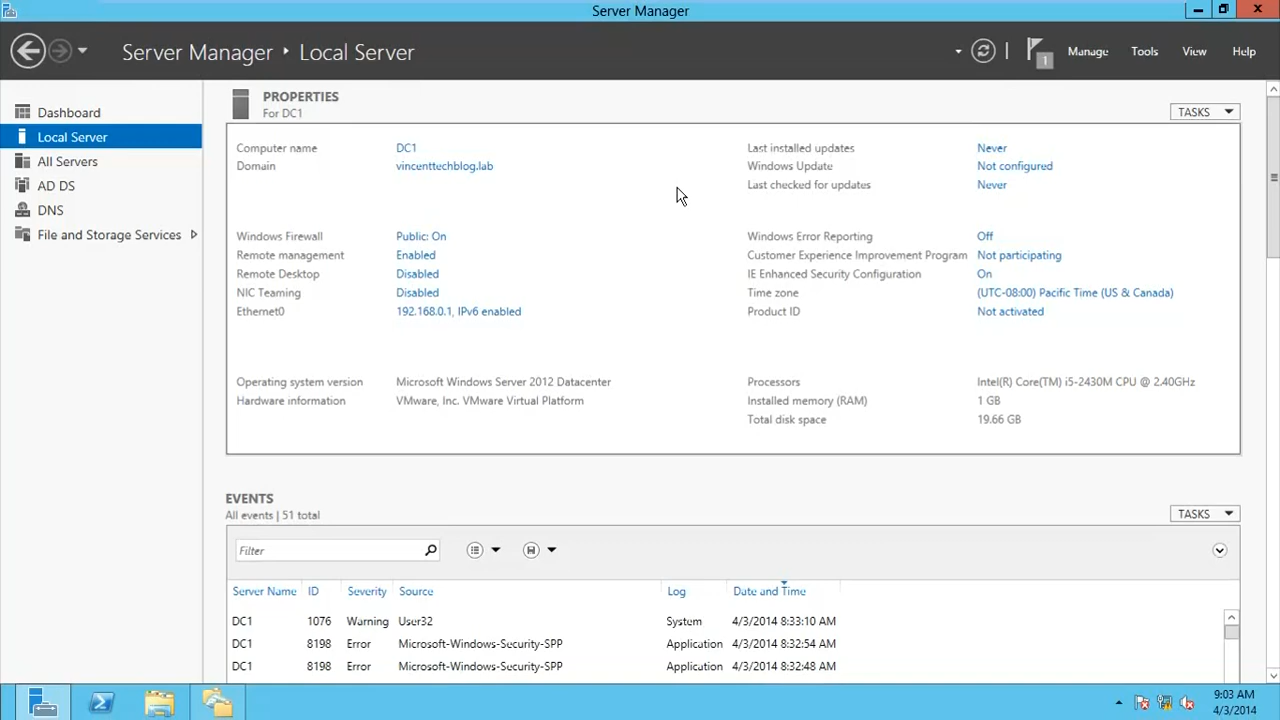 Server Manager
Server Manager ‣ Local Server
1
Manage Tools View Help
Dashboard
Local Server
All Servers
AD DS
DNS
File and Storage Services
PROPERTIES
For DC1
TASKS
Computer name DC1 Last installed updates Never
Domain vincenttechblog.lab Windows Update Not configured
Last checked for updates Never
Windows Firewall Public: On Windows Error Reporting Off
Remote management Enabled Customer Experience Improvement Program Not participating
Remote Desktop Disabled IE Enhanced Security Configuration On
NIC Teaming Disabled Time zone (UTC-08:00) Pacific Time (US & Canada)
Ethernet0 192.168.0.1, IPv6 enabled Product ID Not activated
Operating system version Microsoft Windows Server 2012 Datacenter Processors Intel(R) Core(TM) i5-2430M CPU @ 2.40GHz
Hardware information VMware, Inc. VMware Virtual Platform Installed memory (RAM) 1 GB
Total disk space 19.66 GB
EVENTS
All events | 51 total
TASKS
Filter
Server Name ID Severity Source Log Date and Time
DC1 1076 Warning User32 System 4/3/2014 8:33:10 AM
DC1 8198 Error Microsoft-Windows-Security-SPP Application 4/3/2014 8:32:54 AM
DC1 8198 Error Microsoft-Windows-Security-SPP Application 4/3/2014 8:32:48 AM
9:03 AM
4/3/2014